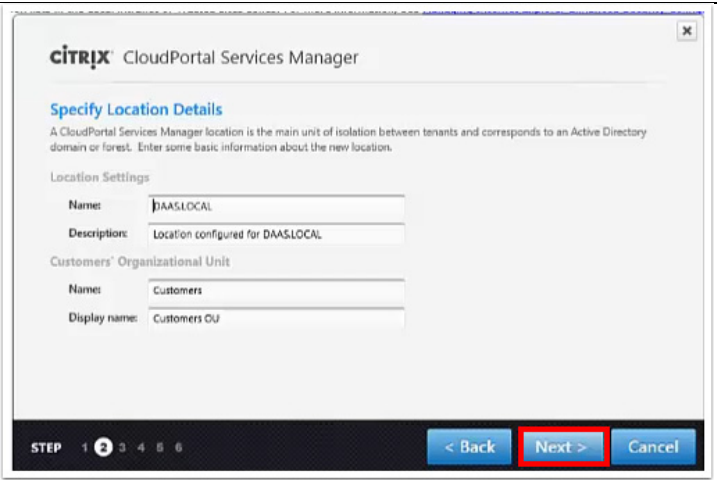 CİTRIX CloudPortal Services Manager
Specify Location Details
A CloudPortal Services Manager location is the main unit of isolation between tenants and corresponds to an Active Directory
domain or forest. Enter some basic information about the new location.
Location Settings
Name: DAAS.LOCAL
Description: Location configured for DAAS.LOCAL
Customers' Organizational Unit
Name: Customers
Display name: Customers OU
STEP 1 2 3 4 5 6 < Back Next > Cancel